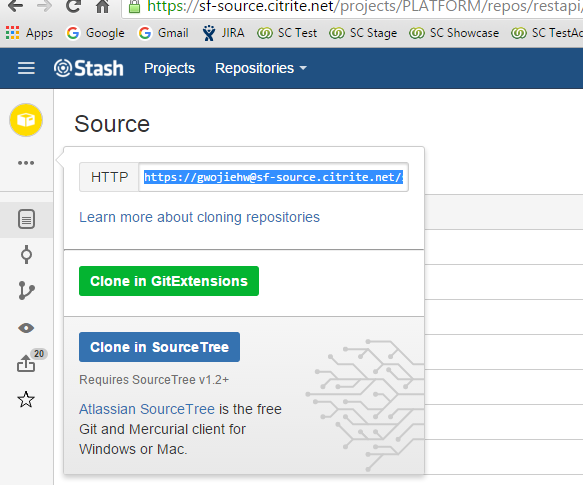 https://sf-source.citrite.net/projects/PLATFORM/repos/restapi/
Apps Google Gmail JIRA SC Test SC Stage SC Showcase SC TestAc
Stash Projects Repositories
Source
HTTP https://gwojiehw@sf-source.citrite.net/
Learn more about cloning repositories
Clone in GitExtensions
Clone in SourceTree
20
Requires SourceTree v1.2+
Atlassian SourceTree is the free
Git and Mercurial client for
Windows or Mac.